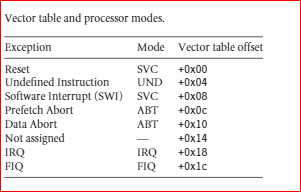 Vector table and processor modes.
Exception Mode Vector table offset
Reset SVC +0x00
Undefined Instruction UND +0x04
Software Interrupt (SWI) SVC +0x08
Prefetch Abort ABT +0x0c
Data Abort ABT +0x10
Not assigned — +0x14
IRQ IRQ +0x18
FIQ FIQ +0x1c